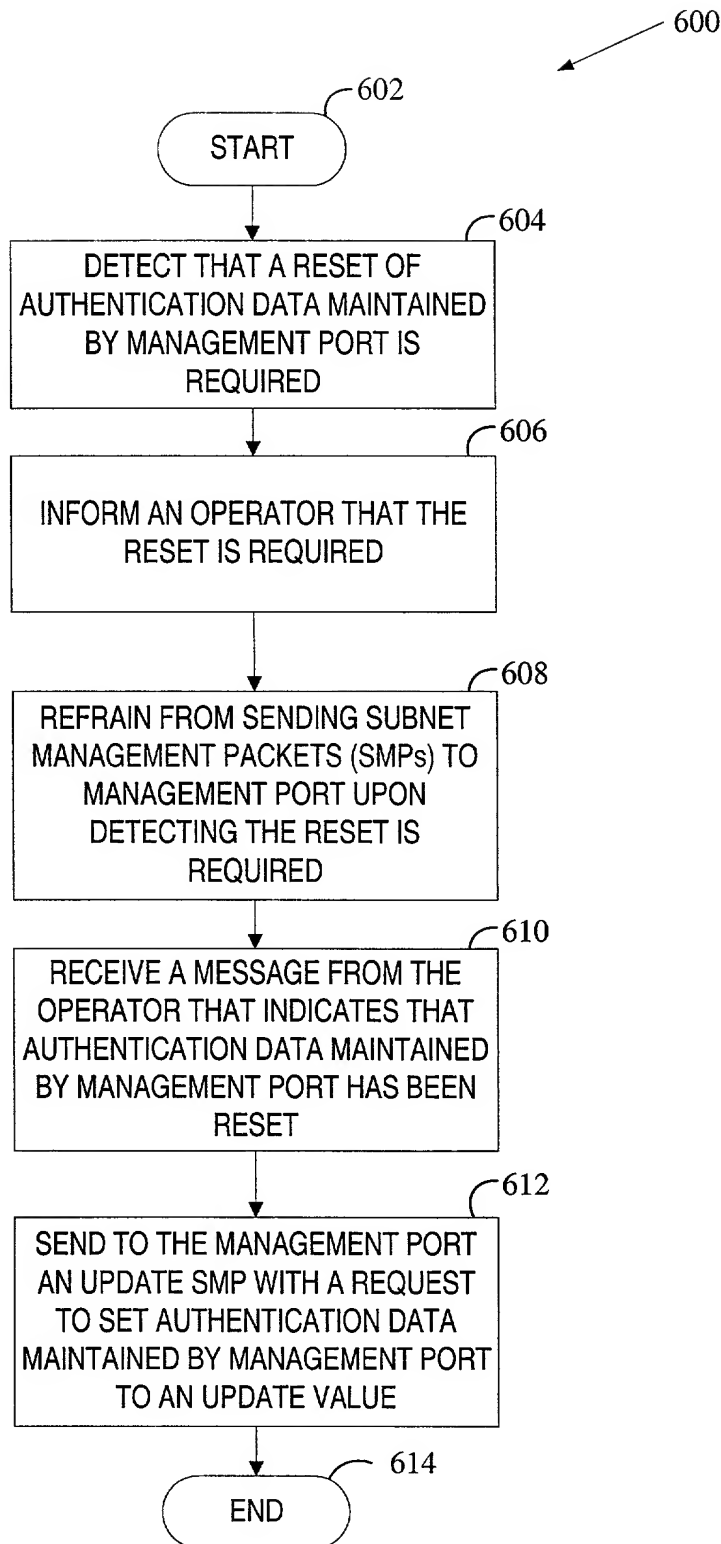 600
602
START
604
DETECT THAT A RESET OF
AUTHENTICATION DATA MAINTAINED
BY MANAGEMENT PORT IS
REQUIRED
606
INFORM AN OPERATOR THAT THE
RESET IS REQUIRED
608
REFRAIN FROM SENDING SUBNET
MANAGEMENT PACKETS (SMPs) TO
MANAGEMENT PORT UPON
DETECTING THE RESET IS
REQUIRED
610
RECEIVE A MESSAGE FROM THE
OPERATOR THAT INDICATES THAT
AUTHENTICATION DATA MAINTAINED
BY MANAGEMENT PORT HAS BEEN
RESET
612
SEND TO THE MANAGEMENT PORT
AN UPDATE SMP WITH A REQUEST
TO SET AUTHENTICATION DATA
MAINTAINED BY MANAGEMENT PORT
TO AN UPDATE VALUE
614
END